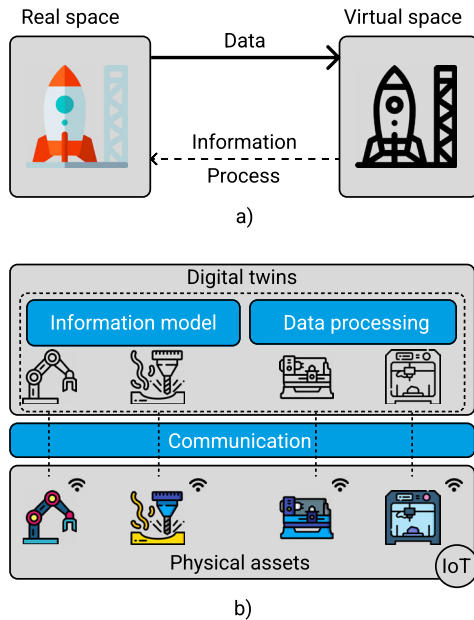 Real space
Virtual space
Data
Information
Process
a)
Digital twins
Information model
Data processing
Communication
Physical assets
IoT
b)